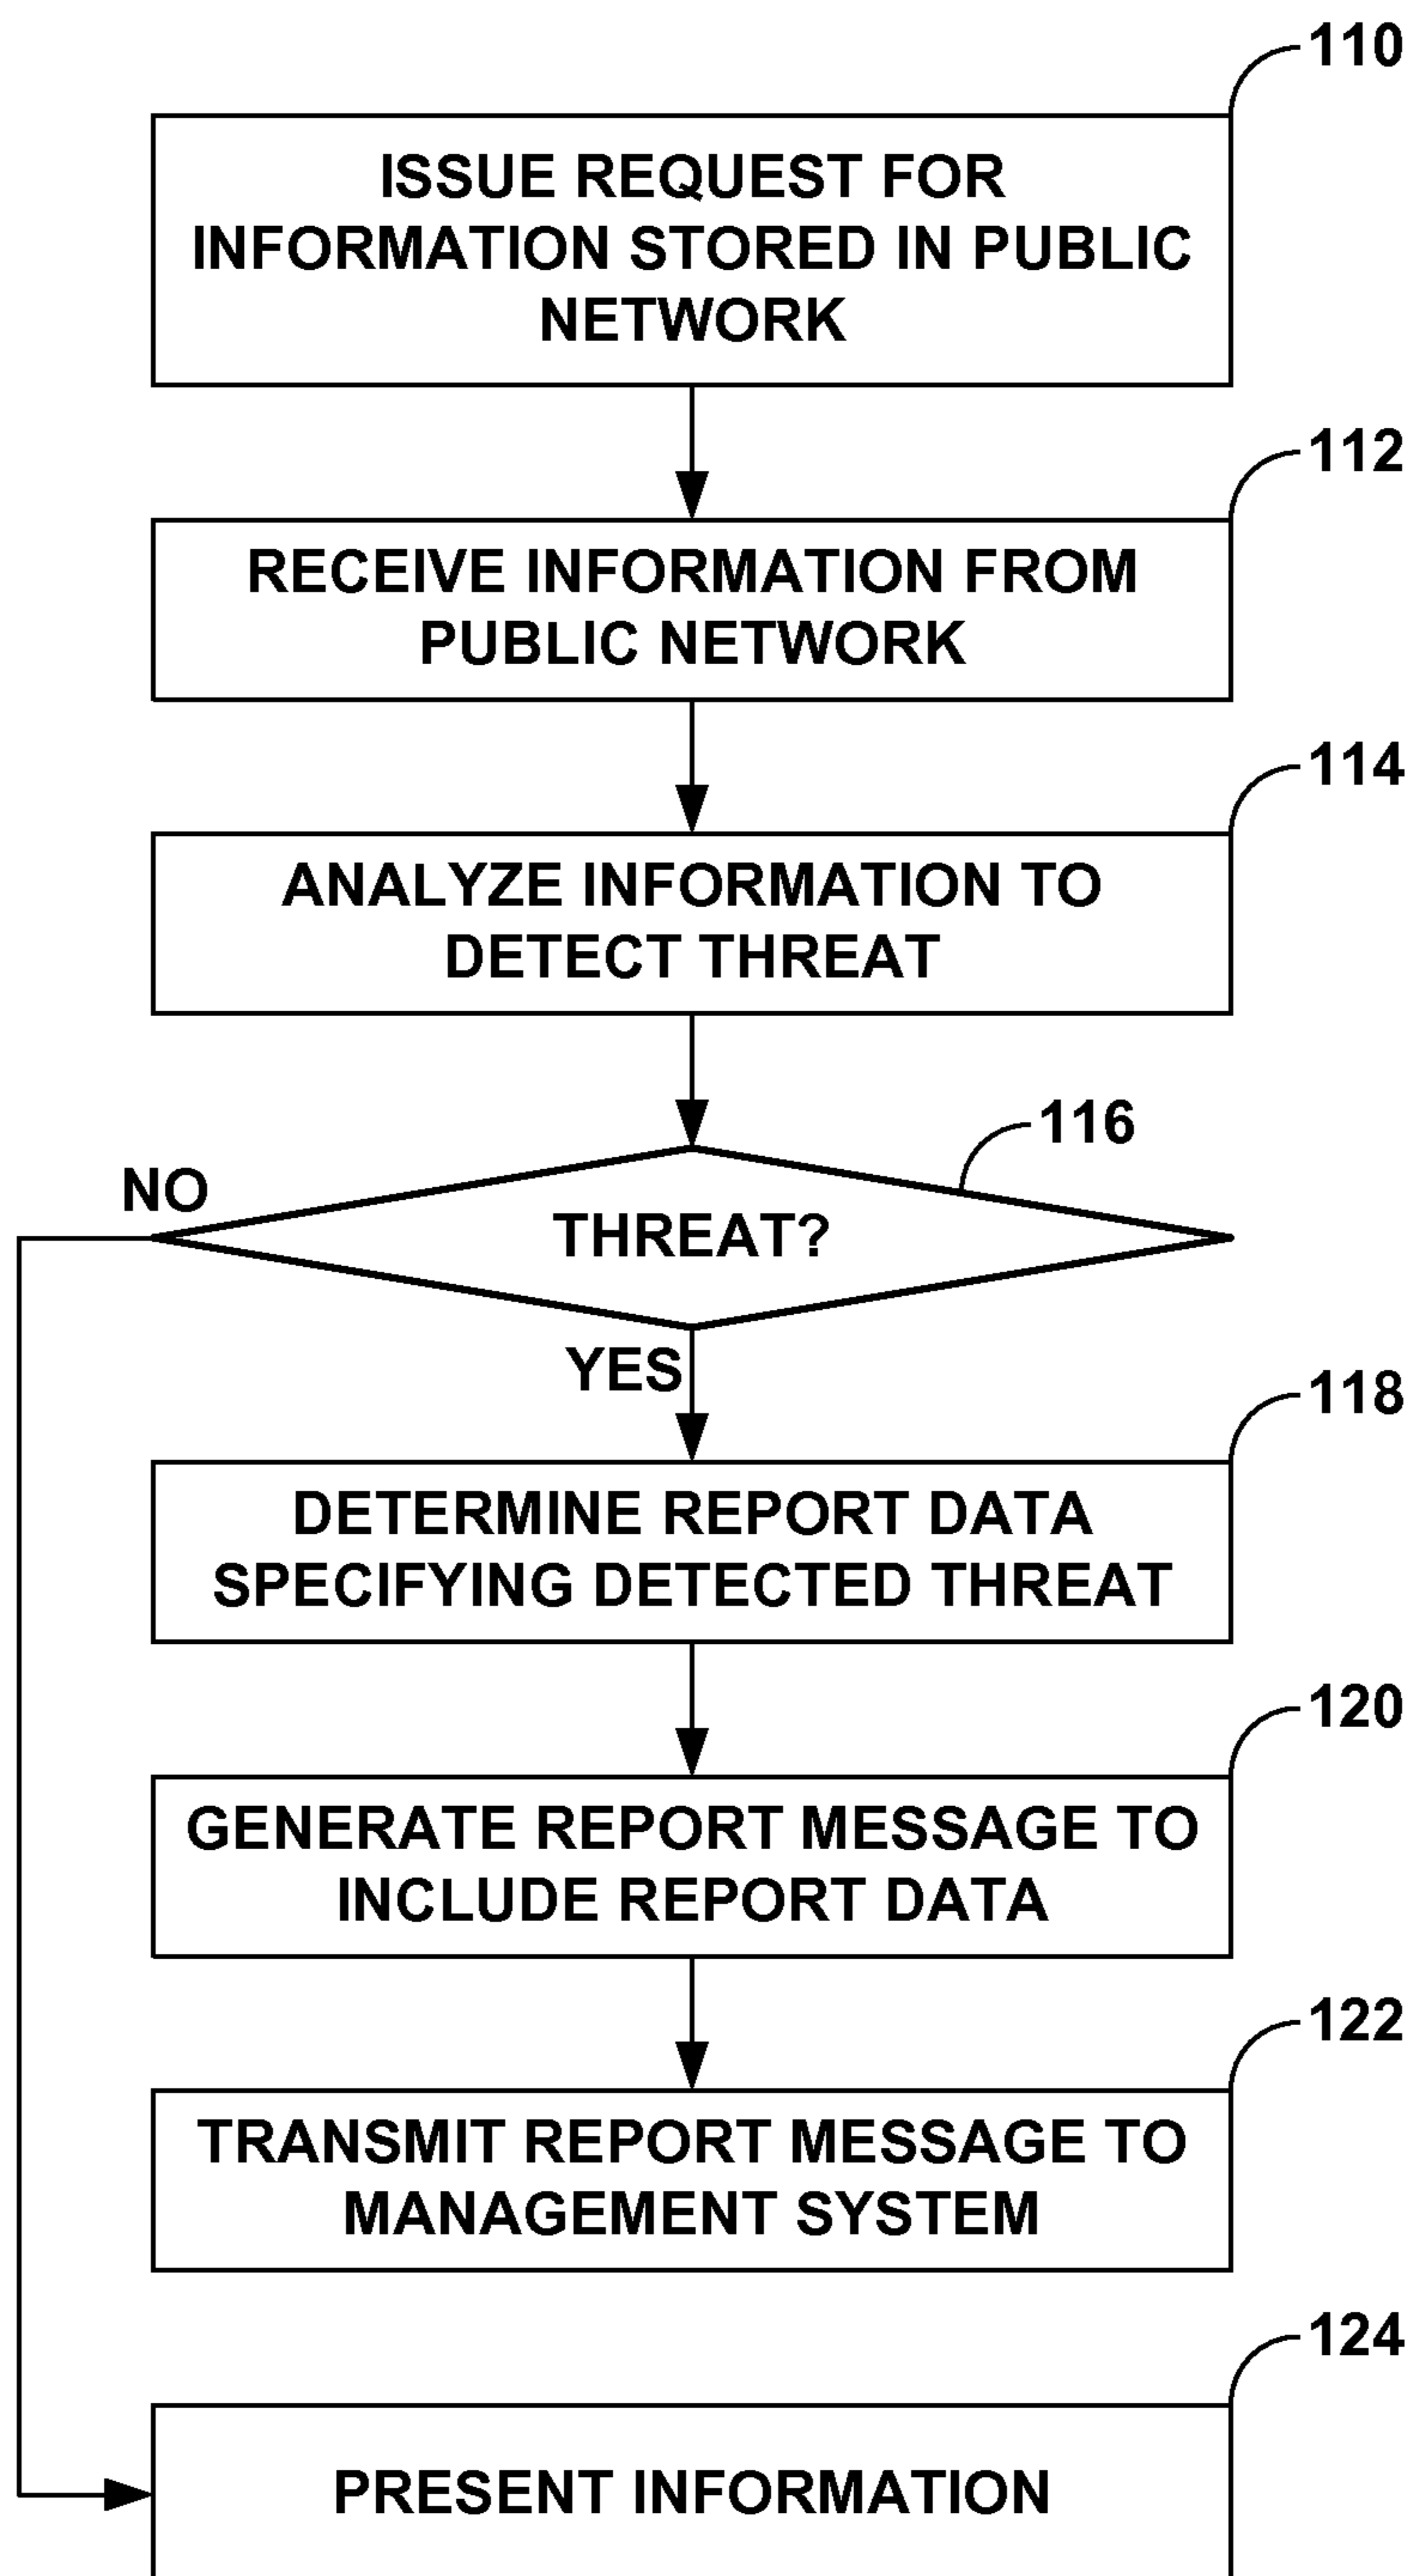 110
ISSUE REQUEST FOR
INFORMATION STORED IN PUBLIC
NETWORK
112
RECEIVE INFORMATION FROM
PUBLIC NETWORK
114
ANALYZE INFORMATION TO
DETECT THREAT
116
NO
THREAT?
YES
118
DETERMINE REPORT DATA
SPECIFYING DETECTED THREAT
120
GENERATE REPORT MESSAGE TO
INCLUDE REPORT DATA
122
TRANSMIT REPORT MESSAGE TO
MANAGEMENT SYSTEM
124
PRESENT INFORMATION